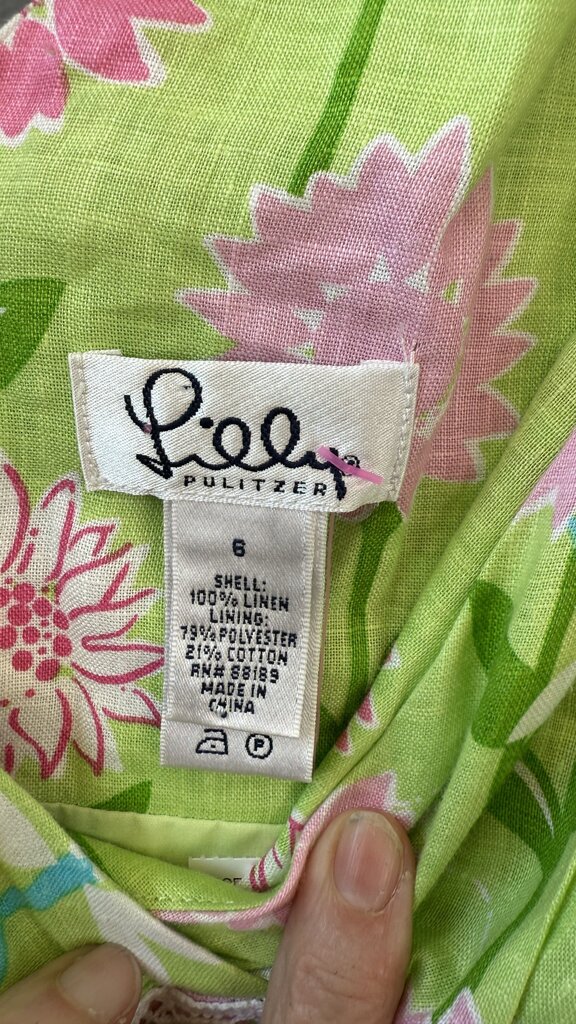 Lilly®
PULITZER
6
SHELL:
100% LINEN
LINING:
79% POLYESTER
21% COTTON
RN# 88189
MADE IN
CHINA
P